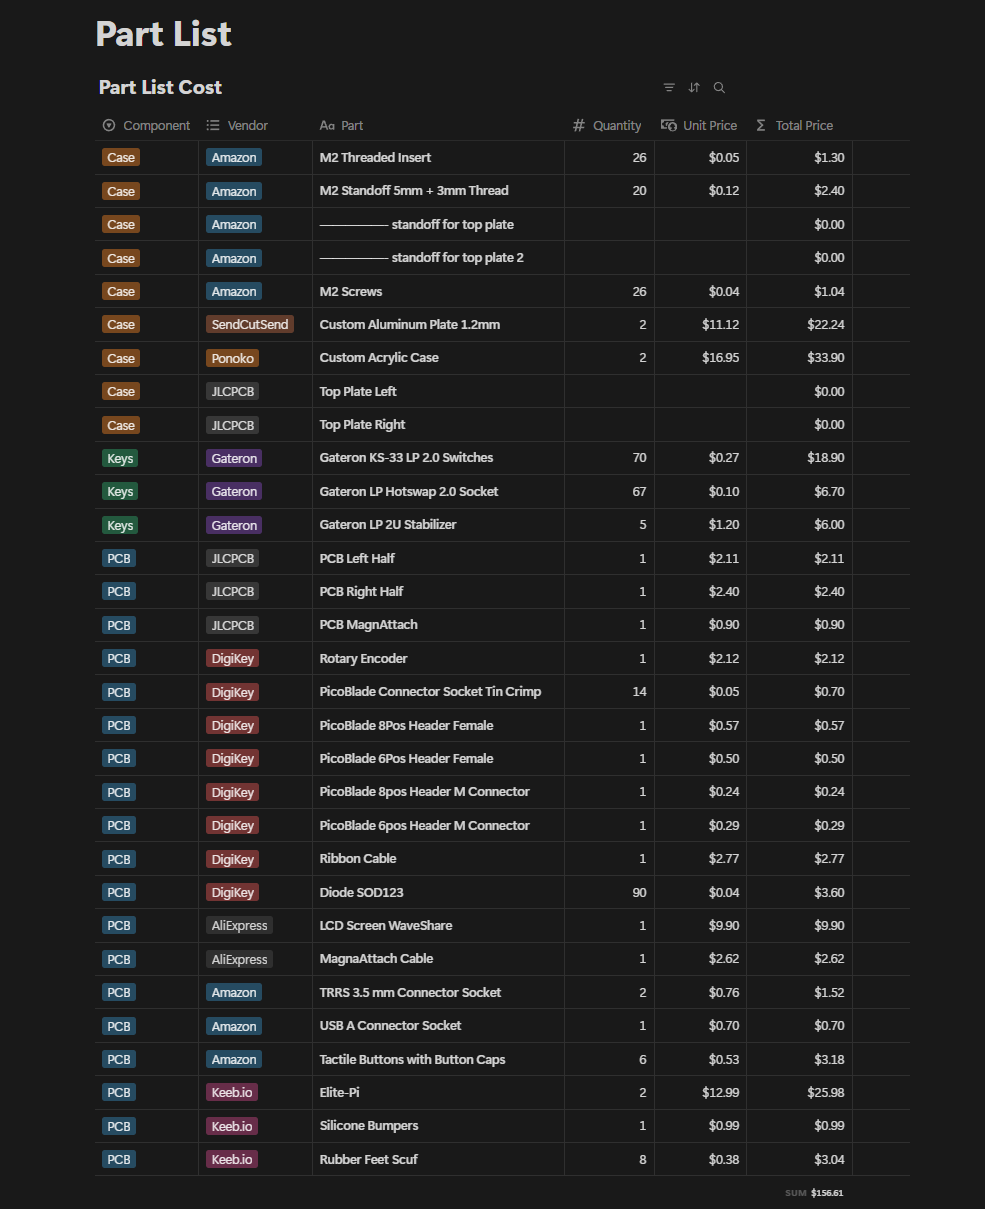 Part List
Part List Cost
Component Vendor Aa Part # Quantity Unit Price Σ Total Price
Case Amazon M2 Threaded Insert 26 $0.05 $1.30
Case Amazon M2 Standoff 5mm + 3mm Thread 20 $0.12 $2.40
Case Amazon —————— standoff for top plate $0.00
Case Amazon —————— standoff for top plate 2 $0.00
Case Amazon M2 Screws 26 $0.04 $1.04
Case SendCutSend Custom Aluminum Plate 1.2mm 2 $11.12 $22.24
Case Ponoko Custom Acrylic Case 2 $16.95 $33.90
Case JLCPCB Top Plate Left $0.00
Case JLCPCB Top Plate Right $0.00
Keys Gateron Gateron KS-33 LP 2.0 Switches 70 $0.27 $18.90
Keys Gateron Gateron LP Hotswap 2.0 Socket 67 $0.10 $6.70
Keys Gateron Gateron LP 2U Stabilizer 5 $1.20 $6.00
PCB JLCPCB PCB Left Half 1 $2.11 $2.11
PCB JLCPCB PCB Right Half 1 $2.40 $2.40
PCB JLCPCB PCB MagnAttach 1 $0.90 $0.90
PCB DigiKey Rotary Encoder 1 $2.12 $2.12
PCB DigiKey PicoBlade Connector Socket Tin Crimp 14 $0.05 $0.70
PCB DigiKey PicoBlade 8Pos Header Female 1 $0.57 $0.57
PCB DigiKey PicoBlade 6Pos Header Female 1 $0.50 $0.50
PCB DigiKey PicoBlade 8pos Header M Connector 1 $0.24 $0.24
PCB DigiKey PicoBlade 6pos Header M Connector 1 $0.29 $0.29
PCB DigiKey Ribbon Cable 1 $2.77 $2.77
PCB DigiKey Diode SOD123 90 $0.04 $3.60
PCB AliExpress LCD Screen WaveShare 1 $9.90 $9.90
PCB AliExpress MagnaAttach Cable 1 $2.62 $2.62
PCB Amazon TRRS 3.5 mm Connector Socket 2 $0.76 $1.52
PCB Amazon USB A Connector Socket 1 $0.70 $0.70
PCB Amazon Tactile Buttons with Button Caps 6 $0.53 $3.18
PCB Keeb.io Elite-Pi 2 $12.99 $25.98
PCB Keeb.io Silicone Bumpers 1 $0.99 $0.99
PCB Keeb.io Rubber Feet Scuf 8 $0.38 $3.04
SUM $156.61